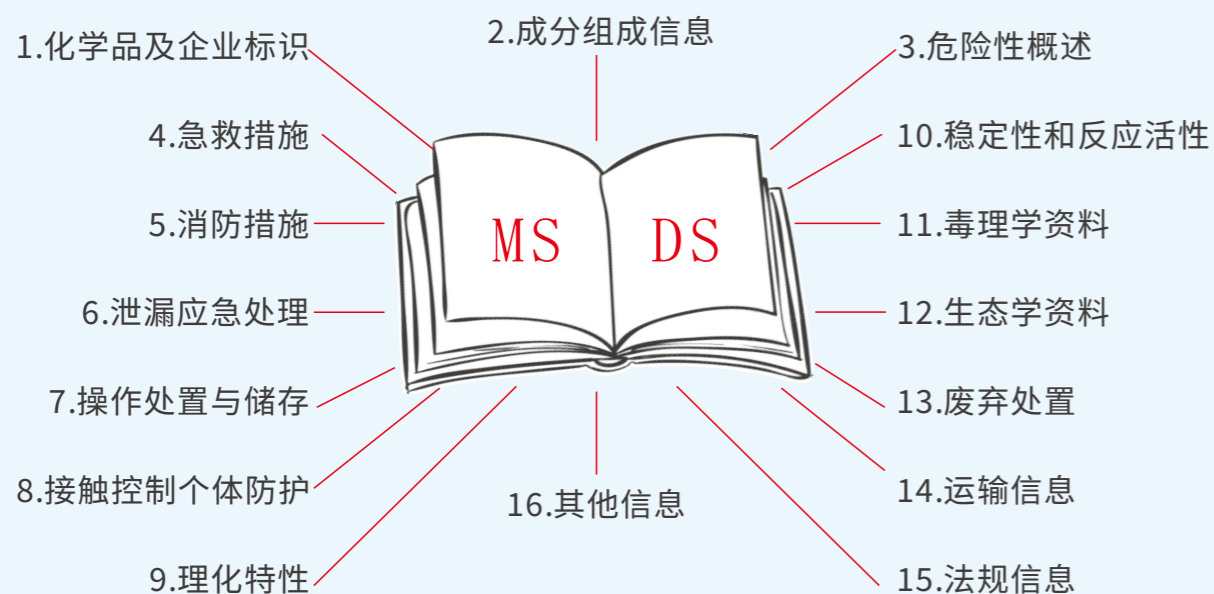 1.化学品及企业标识
2.成分组成信息
3.危险性概述
4.急救措施
10.稳定性和反应活性
5.消防措施
MS DS
11.毒理学资料
6.泄漏应急处理
12.生态学资料
7.操作处置与储存
13.废弃处置
8.接触控制个体防护
16.其他信息
14.运输信息
9.理化特性
15.法规信息